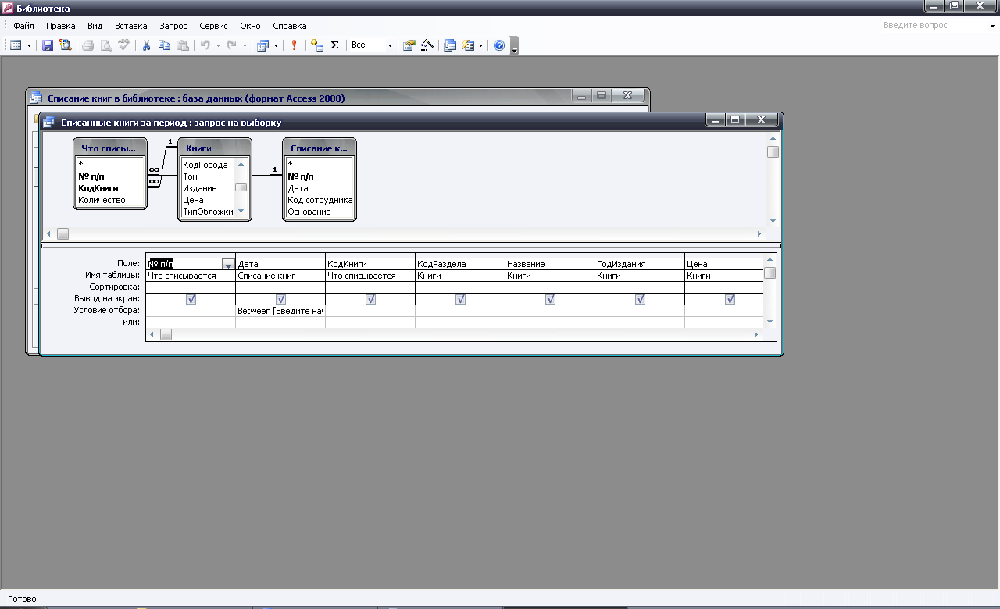 Библиотека
Файл Правка Вид Вставка Запрос Сервис Окно Справка Введите вопрос
Все
Списание книг в библиотеке : база данных (формат Access 2000)
Списанные книги за период : запрос на выборку
Что списы... Книги Списание к...
1
*
№ п/п
КодКниги
Количество
∞
∞
КодГорода
Том
Издание
Цена
ТипОбложки
1
*
№ п/п
Дата
Код сотрудника
Основание
Поле: № п/п Дата КодКниги КодРаздела Название ГодИздания Цена
Имя таблицы: Что списывается Списание книг Что списывается Книги Книги Книги Книги
Сортировка:
Вывод на экран:
Условие отбора: Between [Введите нач
или:
Готово